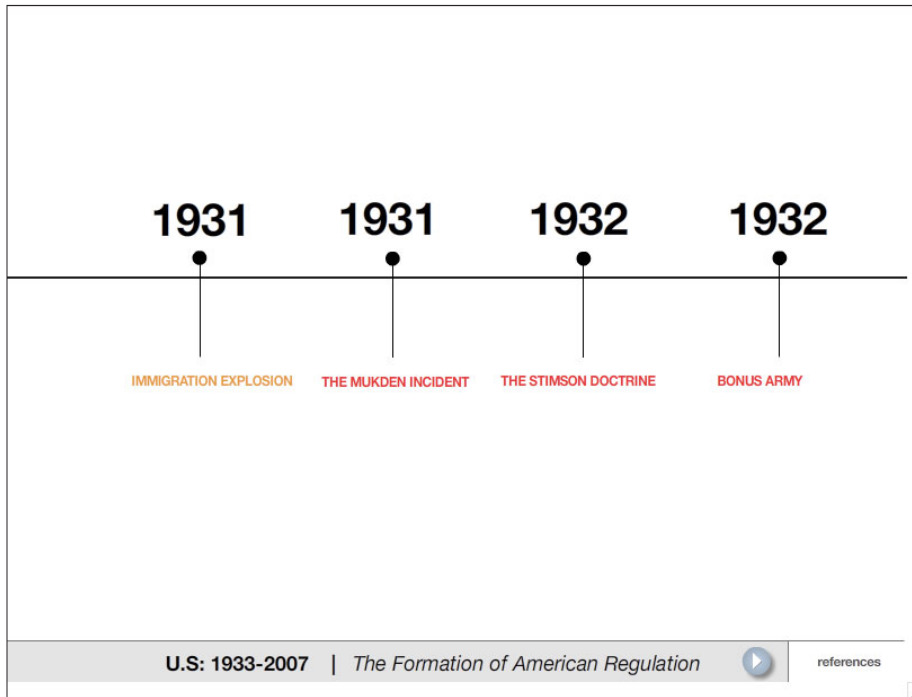 1931 1931 1932 1932
IMMIGRATION EXPLOSION THE MUKDEN INCIDENT THE STIMSON DOCTRINE BONUS ARMY
U.S: 1933-2007 | The Formation of American Regulation references